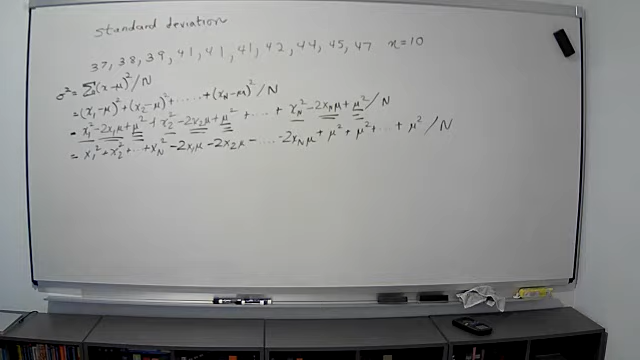 standard deviation
37, 38, 39, 41, 41, 41, 42, 44, 45, 47 n=10
σ² = Σ(x-μ)²/N
= (x₁-μ)²+(x₂-μ)²+......+(x_N-μ)²/N
= x₁²-2x₁μ+μ²+x₂²-2x₂μ+μ²+...+x_N²-2x_Nμ+μ²/N
= x₁²+x₂²+...+x_N²-2x₁μ-2x₂μ-....-2x_Nμ+μ²+μ²+...+μ²/N